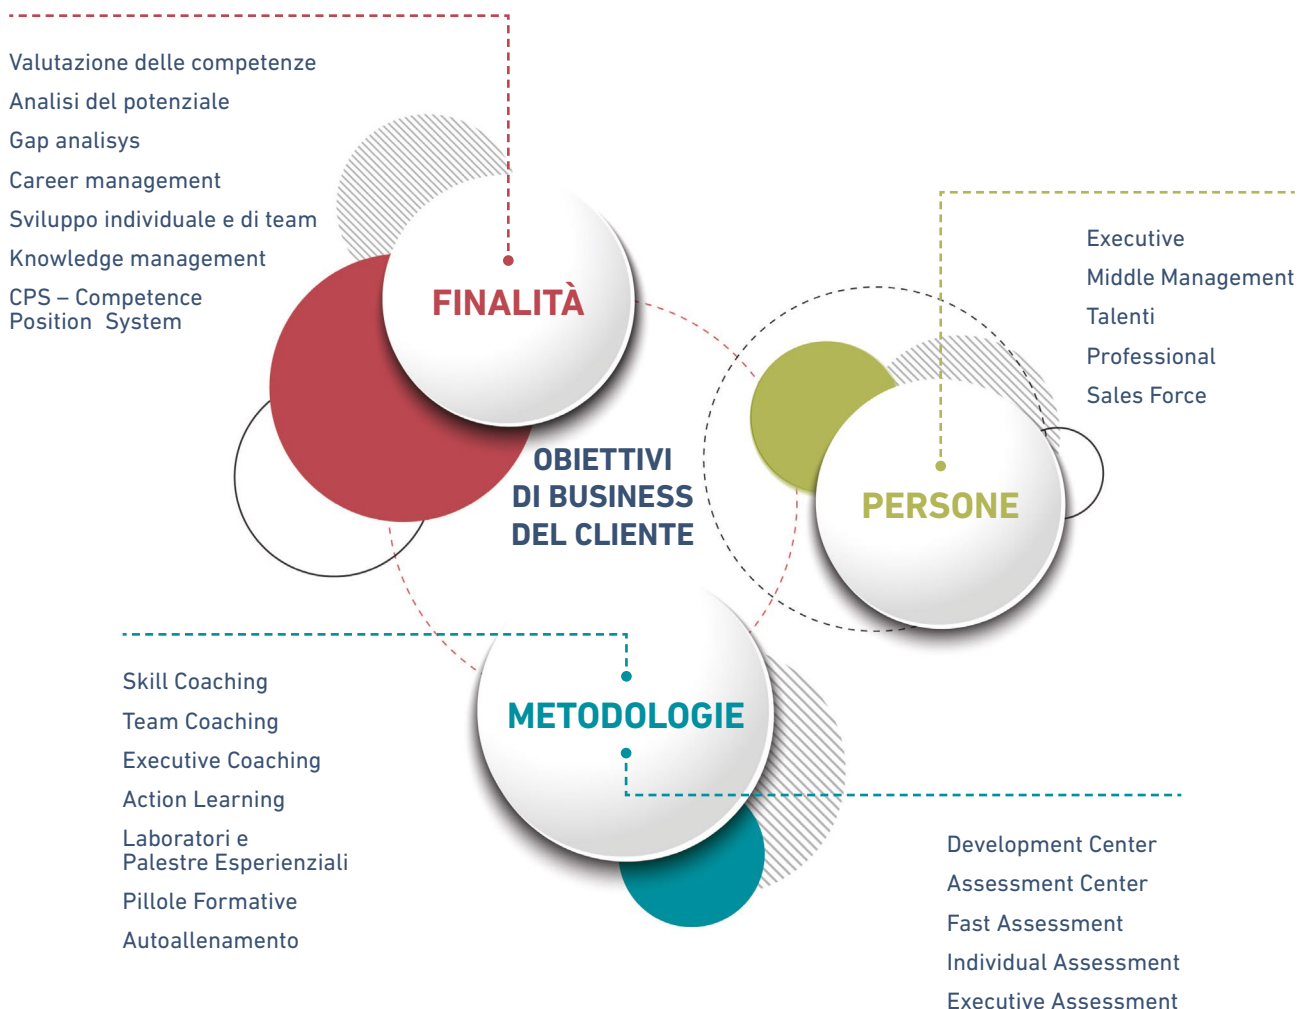 Valutazione delle competenze
Analisi del potenziale
Gap analisys
Career management
Sviluppo individuale e di team
Knowledge management
CPS – Competence
Position System
FINALITÀ
Executive
Middle Management
Talenti
Professional
Sales Force
PERSONE
OBIETTIVI
DI BUSINESS
DEL CLIENTE
METODOLOGIE
Skill Coaching
Team Coaching
Executive Coaching
Action Learning
Laboratori e
Palestre Esperienziali
Pillole Formative
Autoallenamento
Development Center
Assessment Center
Fast Assessment
Individual Assessment
Executive Assessment